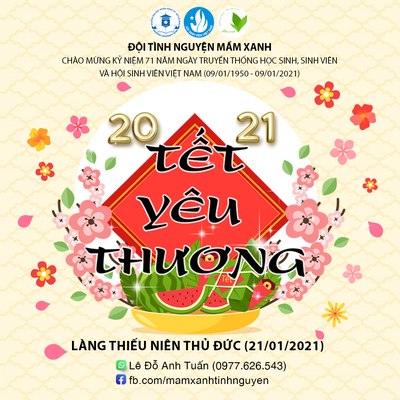 ĐỘI TÌNH NGUYỆN MẦM XANH
CHÀO MỪNG KỶ NIỆM 71 NĂM NGÀY TRUYỀN THỐNG HỌC SINH, SINH VIÊN
VÀ HỘI SINH VIÊN VIỆT NAM (09/01/1950 - 09/01/2021)
20 21
TẾT
YÊU
THƯƠNG
LÀNG THIẾU NIÊN THỦ ĐỨC (21/01/2021)
Lê Đỗ Anh Tuấn (0977.626.543)
fb.com/mamxanhtinhnguyen